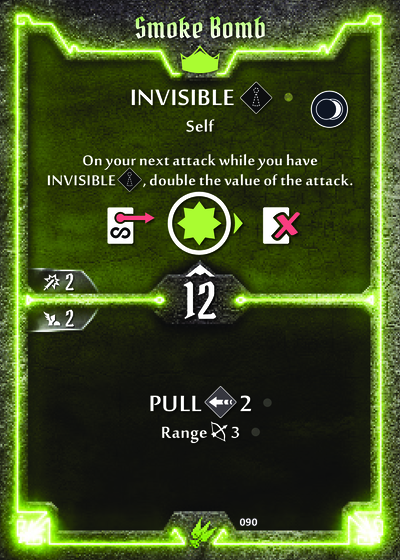 Smoke Bomb
INVISIBLE
Self
On your next attack while you have
INVISIBLE , double the value of the attack.
2
12
2
PULL 2
Range 3
090